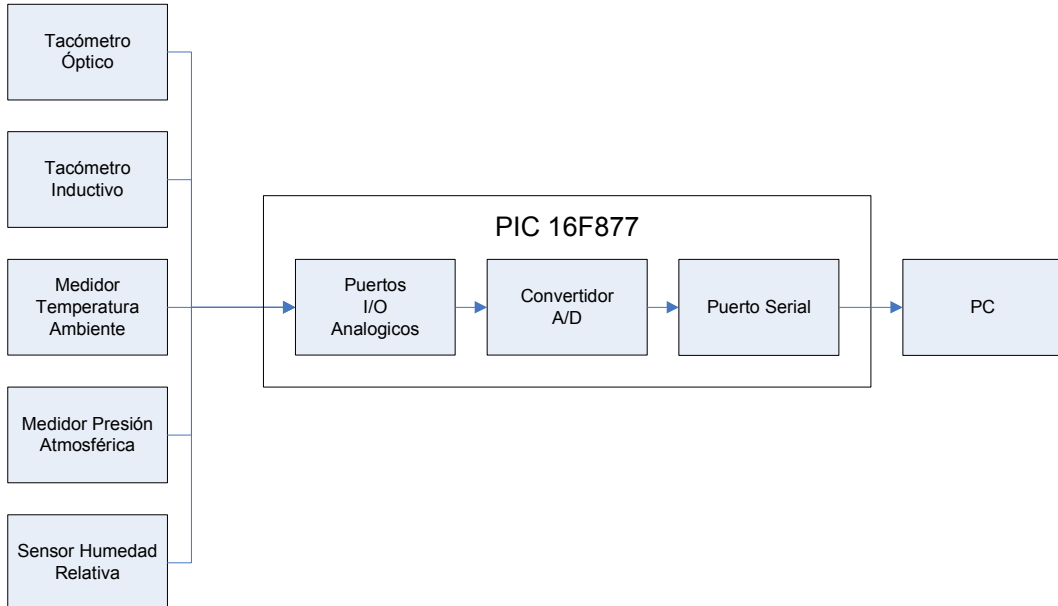 Tacómetro
Óptico
Tacómetro
Inductivo
Medidor
Temperatura
Ambiente
Medidor Presión
Atmosférica
Sensor Humedad
Relativa
PIC 16F877
Puertos
I/O
Analogicos
Convertidor
A/D
Puerto Serial
PC